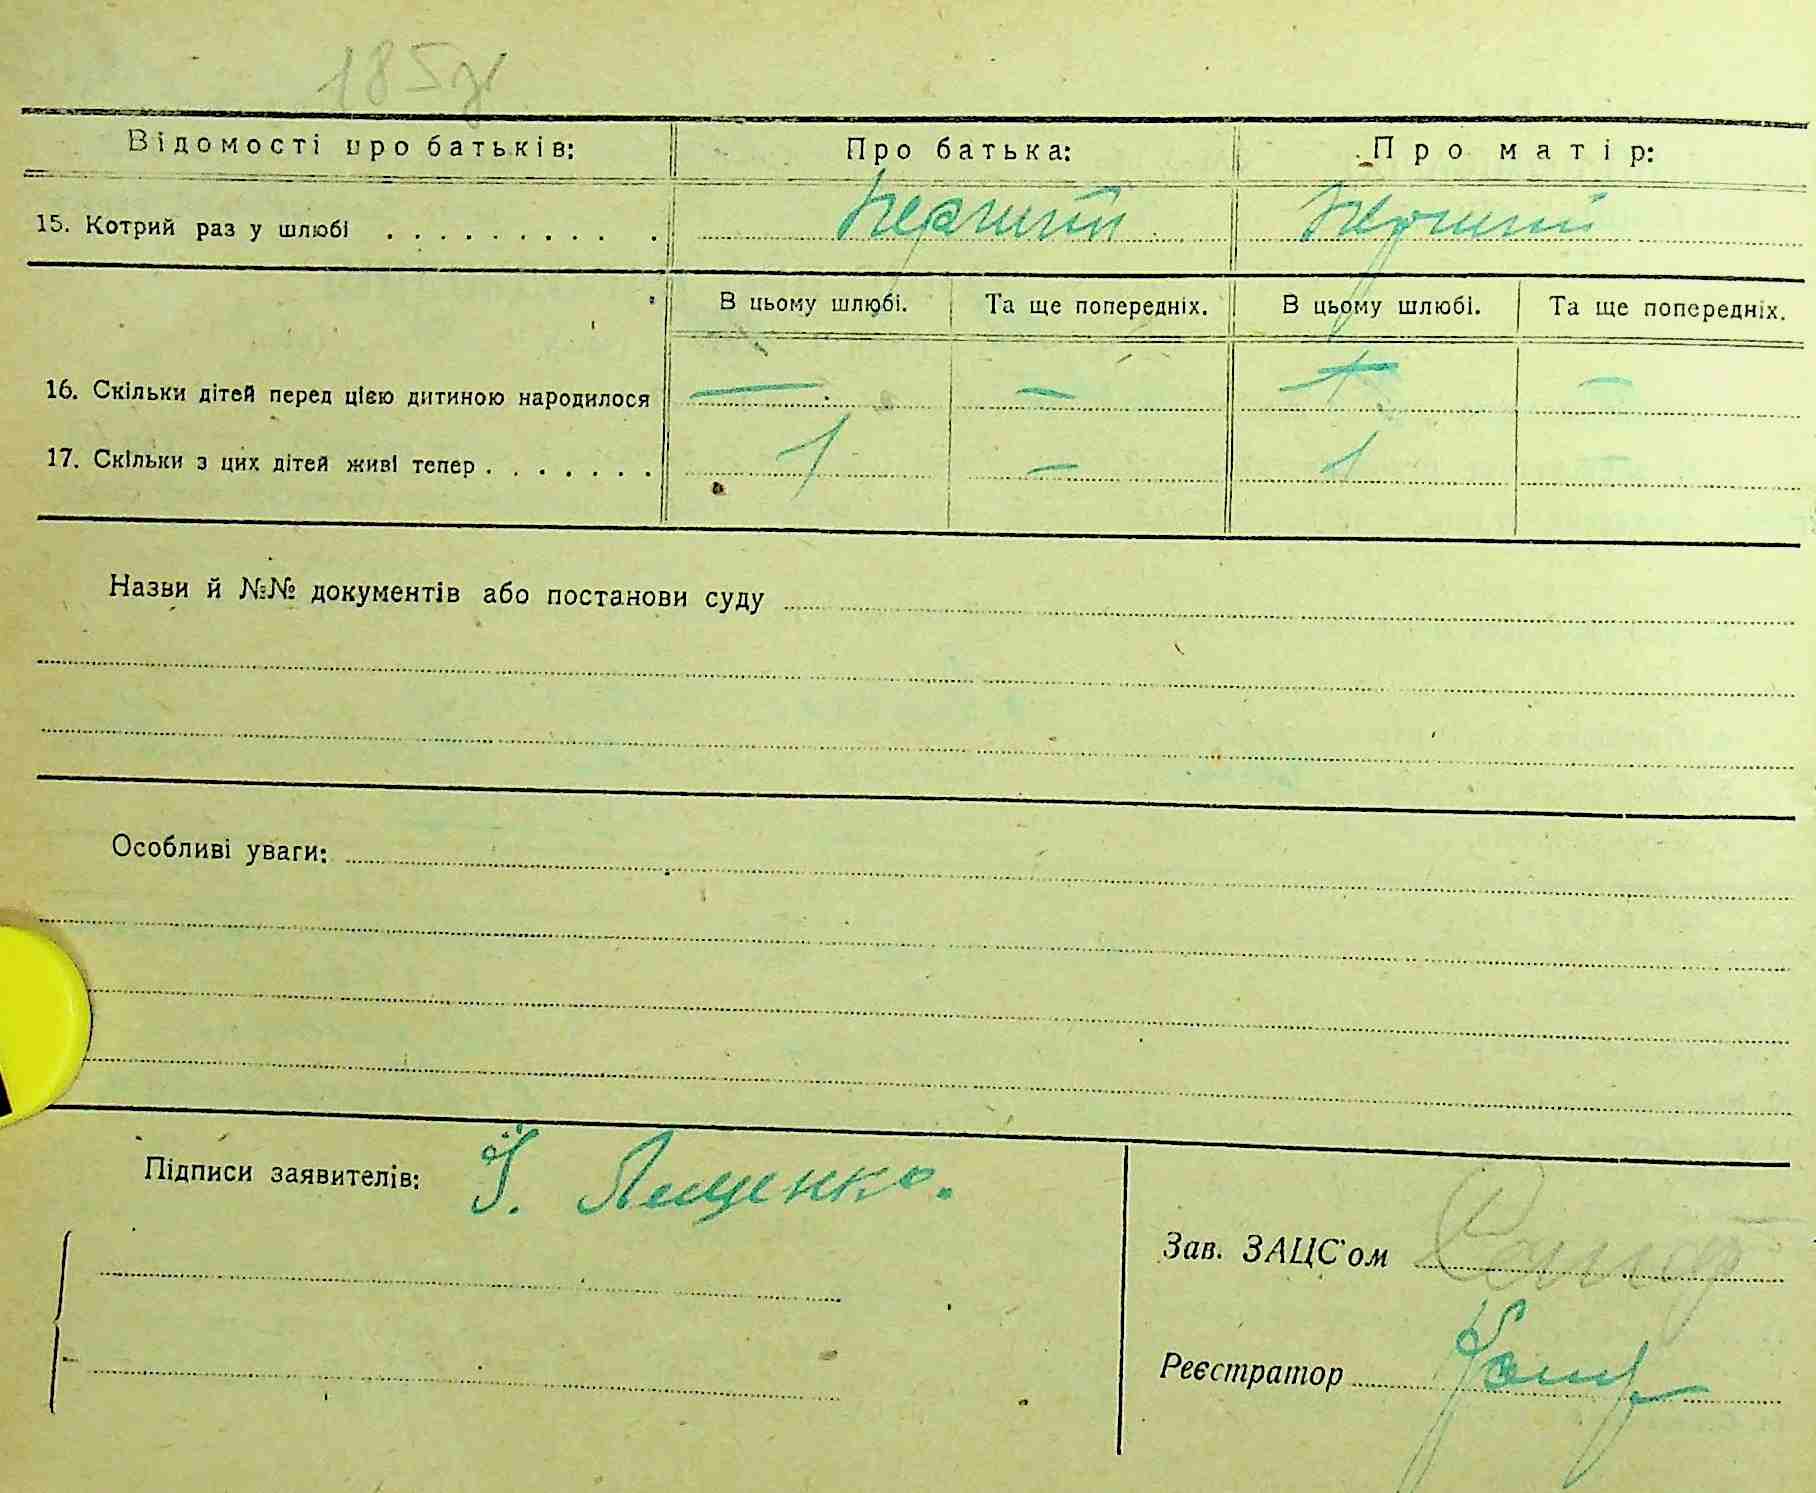 185
Відомості про батьків: Про батька: Про матір:
15. Котрий раз у шлюбі . . . . . . . . . . Перший Перший
В цьому шлюбі. Та ще попередніх. В цьому шлюбі. Та ще попередніх.
16. Скільки дітей перед цією дитиною народилося — — — —
17. Скільки з цих дітей живі тепер . . . . . . . 1 — 1 —
Назви й №№ документів або постанови суду
Особливі уваги:
Підписи заявителів: Ї. Лещенко.
Зав. ЗАЦС'ом
Реєстратор